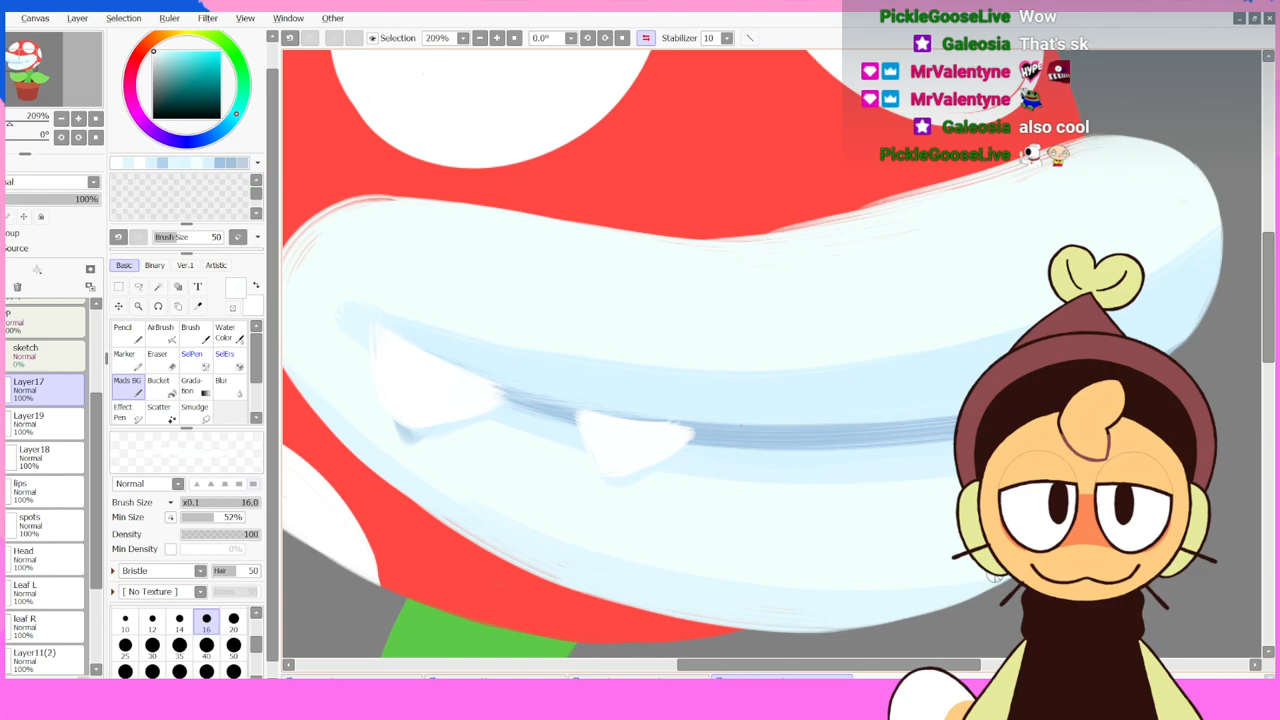 PickleGooseLive Wow
Canvas Layer Selection Filter Ruler View Window Other
Selection 209% 0.0° Stabilizer 10
Galeosia That's sk
MrValentyne HYPE
MrValentyne
Galeosia also cool
PickleGooseLive
209%
0°
100%
Brush Size 50
Source
Basic Binary Ver.1 Artistic
T
Pencil AirBrush Brush Water Color
sketch
Normal
0%
Marker Eraser SelPen SelErs
Layer17
Normal
100%
Mads BG Bucket Grada-tion Blur
Effect Pen Scatter Smudge
Layer19
Normal
100%
Layer18
100%
Normal
lips
Normal
100%
Brush Size x0.1 16.0
Min Size 52%
spots
Normal
100%
Density 100
Min Density 0%
Head
Normal
100%
Bristle Hair 50
[ No Texture ]
Leaf L
Normal
100%
leaf R
Normal
100%
10 12 14 16 20
Layer11(2)
Normal
100%
25 30 35 40 50